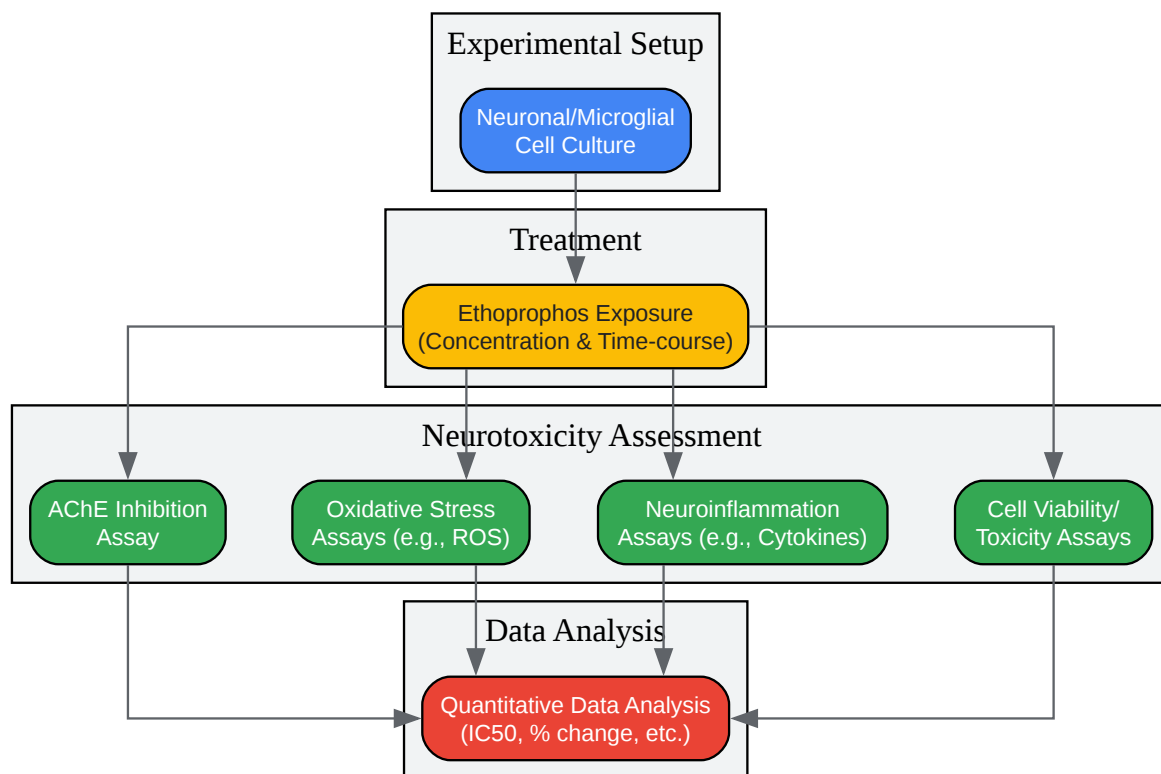 Experimental Setup
Neuronal/Microglial
Cell Culture
Treatment
Ethoprophos Exposure
(Concentration & Time-course)
Neurotoxicity Assessment
AChE Inhibition
Assay
Oxidative Stress
Assays (e.g., ROS)
Neuroinflammation
Assays (e.g., Cytokines)
Cell Viability/
Toxicity Assays
Data Analysis
Quantitative Data Analysis
(IC50, % change, etc.)